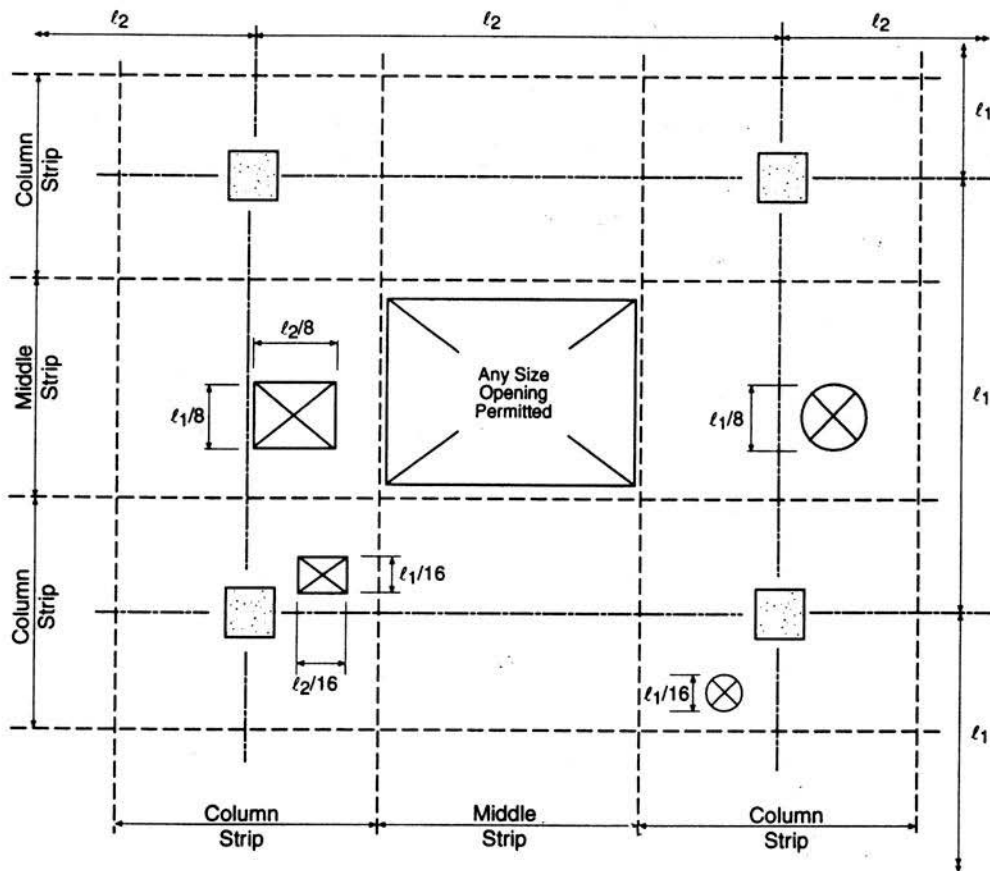 ℓ2
ℓ2
ℓ2
ℓ1
Column
Strip
Middle
Strip
ℓ2/8
ℓ1/8
Any Size
Opening
Permitted
ℓ1/8
ℓ1
Column
Strip
ℓ1/16
ℓ2/16
ℓ1/16
ℓ1
Column
Strip
Middle
Strip
Column
Strip